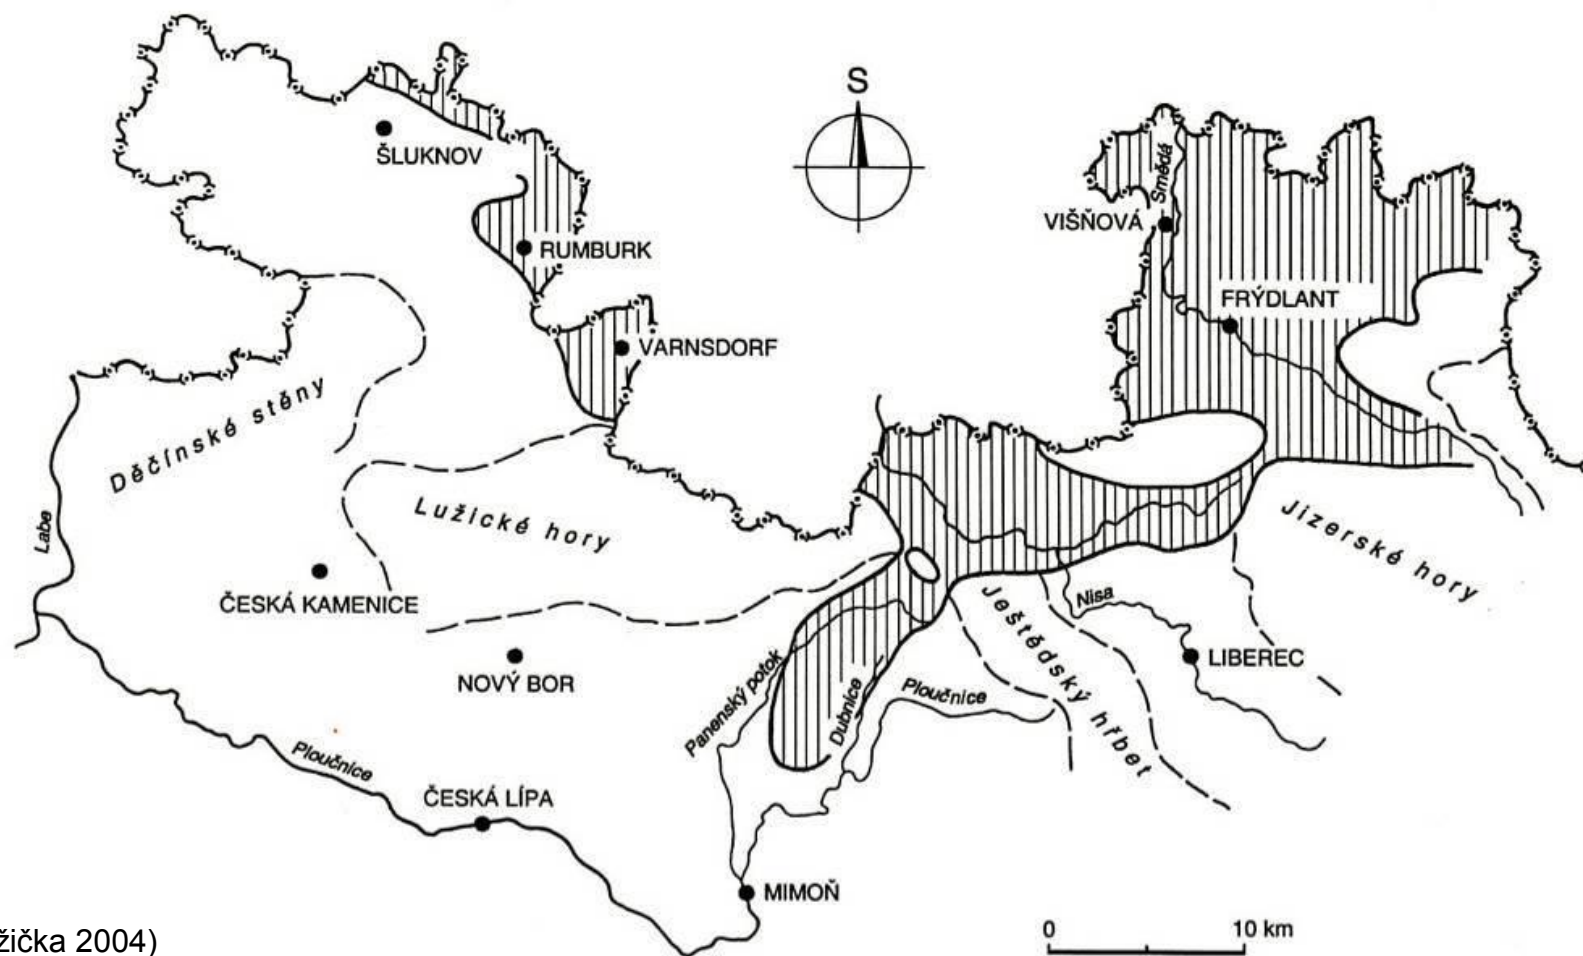 S
ŠLUKNOV
Smědá
VIŠŇOVÁ
RUMBURK
FRÝDLANT
VARNSDORF
Děčínské stěny
Lužické hory
Jizerské hory
Labe
ČESKÁ KAMENICE
Nisa
Ještědský hřbet
LIBEREC
NOVÝ BOR
Panenský potok
Dubnice
Ploučnice
Ploučnice
ČESKÁ LÍPA
MIMOŇ
0 10 km
žička 2004)